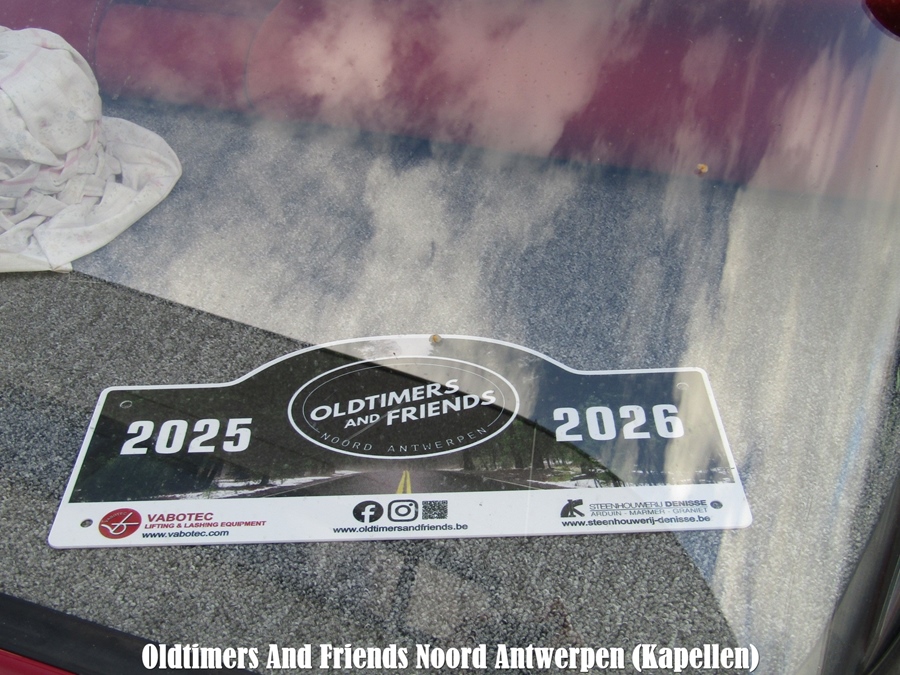 OLDTIMERS
AND FRIENDS
NOORD ANTWERPEN
2025
2026
VABOTEC
LIFTING & LASHING EQUIPMENT
www.vabotec.com
www.oldtimersandfriends.be
STEENHOUWERIJ DENISSE
ARDUIN - MARMER - GRANIET
www.steenhouwerij-denisse.be
Oldtimers And Friends Noord Antwerpen (Kapellen)